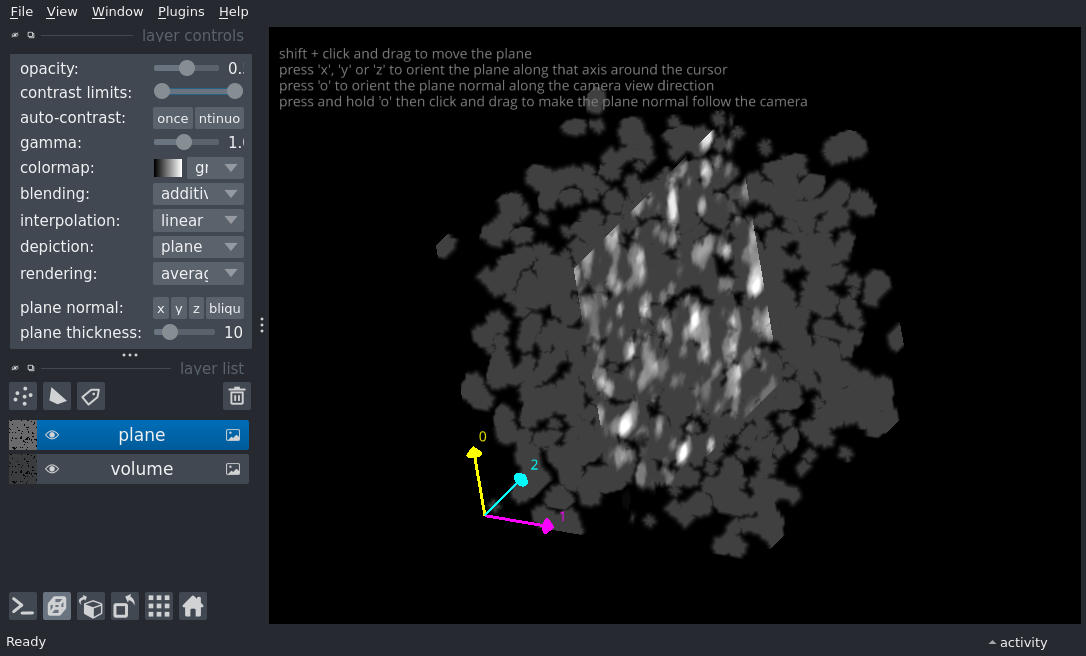 File View Window Plugins Help
layer controls
opacity: 0.
contrast limits:
auto-contrast: once ntinuo
gamma: 1.0
colormap: gr
blending: additiv
interpolation: linear
depiction: plane
rendering: averag
plane normal: x y z bliqu
plane thickness: 10
layer list
plane
volume
shift + click and drag to move the plane
press 'x', 'y' or 'z' to orient the plane along that axis around the cursor
press 'o' to orient the plane normal along the camera view direction
press and hold 'o' then click and drag to make the plane normal follow the camera
0
2
1
Ready
activity